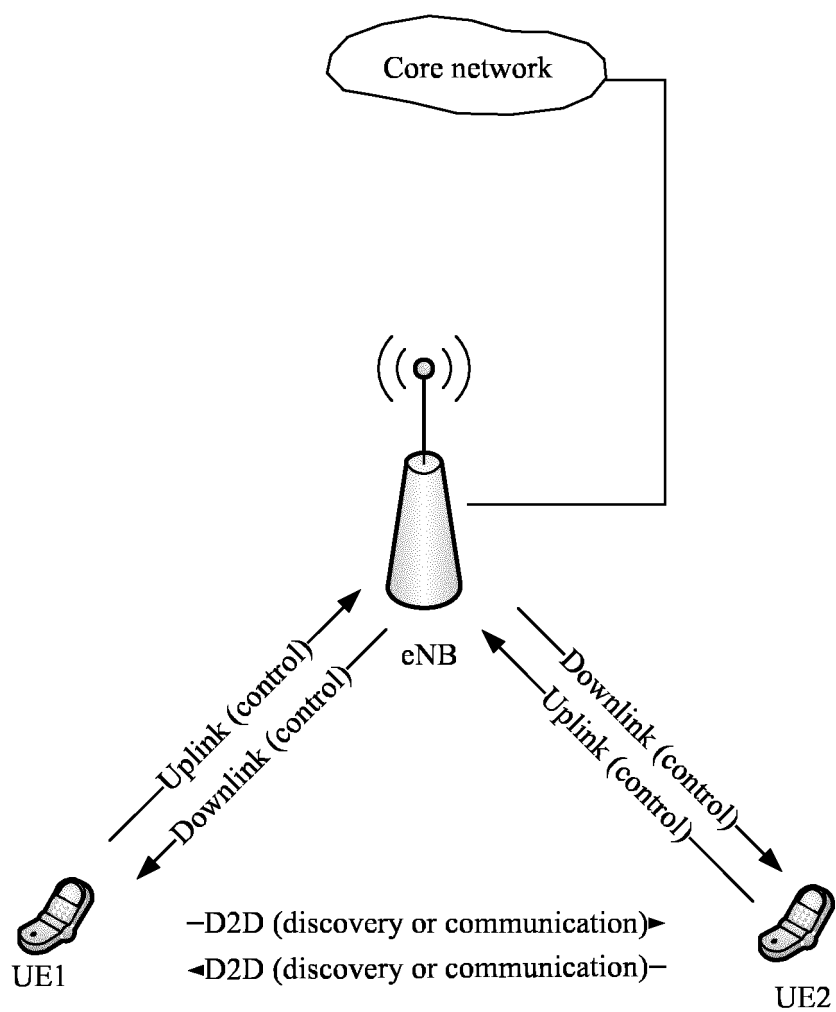 Core network
eNB
Uplink (control)
Downlink (control)
Downlink (control)
Uplink (control)
D2D (discovery or communication)
D2D (discovery or communication)
UE1
UE2